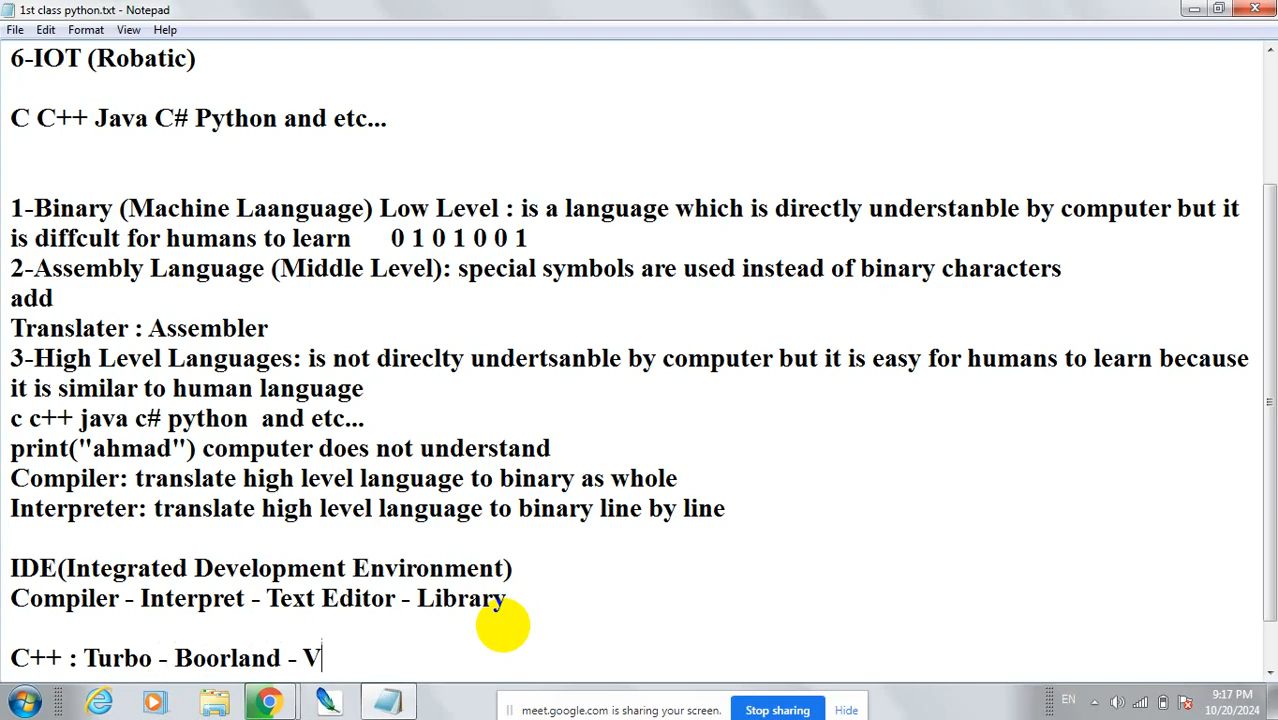 1st class python.txt - Notepad
File Edit Format View Help
6-IOT (Robatic)
C C++ Java C# Python and etc...
1-Binary (Machine Laanguage) Low Level : is a language which is directly understanble by computer but it
is diffcult for humans to learn 0 1 0 1 0 0 1
2-Assembly Language (Middle Level): special symbols are used instead of binary characters
add
Translater : Assembler
3-High Level Languages: is not direclty undertsanble by computer but it is easy for humans to learn because
it is similar to human language
c c++ java c# python and etc...
print("ahmad") computer does not understand
Compiler: translate high level language to binary as whole
Interpreter: translate high level language to binary line by line
IDE(Integrated Development Environment)
Compiler - Interpret - Text Editor - Library
C++ : Turbo - Boorland - V
meet.google.com is sharing your screen. Stop sharing Hide
EN
9:17 PM
10/20/2024